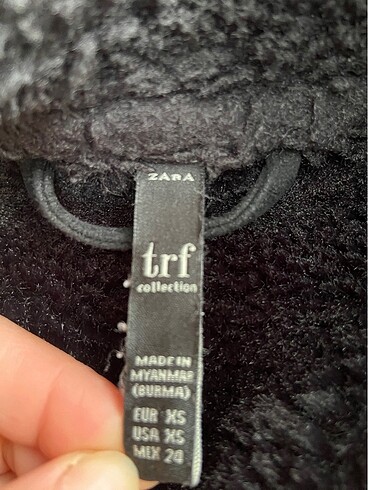 ZARA
trf
collection
MADE IN
MYANMAR
(BURMA)
EUR XS
USA XS
MEX 24